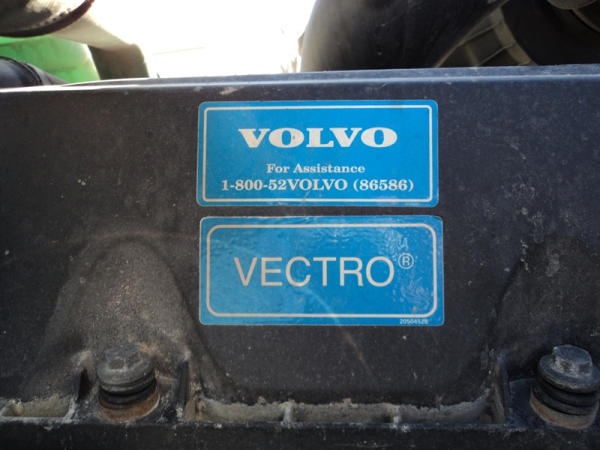 VOLVO
For Assistance
1-800-52VOLVO (86586)
VECTRO®